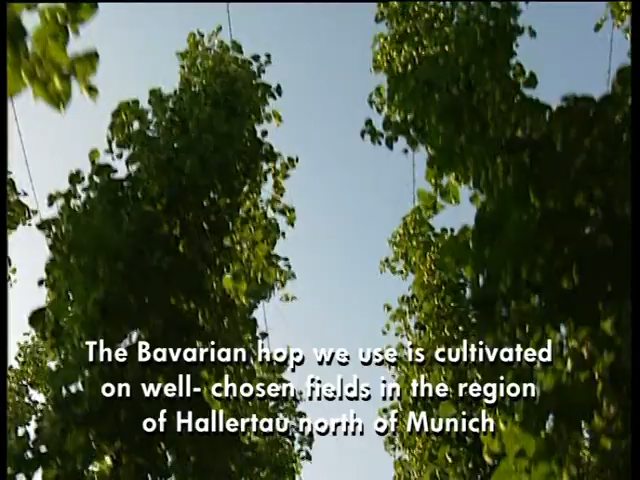 The Bavarian hop we use is cultivated
on well- chosen fields in the region
of Hallertau north of Munich